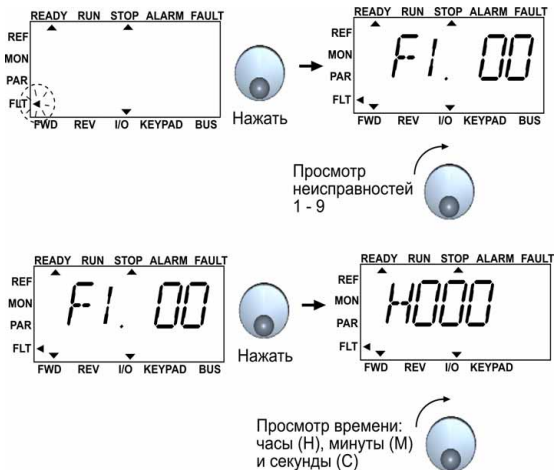 READY RUN STOP ALARM FAULT
REF
MON
PAR
FLT
FWD REV I/O KEYPAD BUS
Нажать
READY RUN STOP ALARM FAULT
REF
MON
PAR
FLT
F1. 00
FWD REV I/O KEYPAD BUS
Просмотр
неисправностей
1 - 9
READY RUN STOP ALARM FAULT
REF
MON
PAR
FLT
F1. 00
FWD REV I/O KEYPAD BUS
Нажать
READY RUN STOP ALARM FAULT
REF
MON
PAR
FLT
H000
FWD REV I/O KEYPAD
Просмотр времени:
часы (H), минуты (M)
и секунды (C)